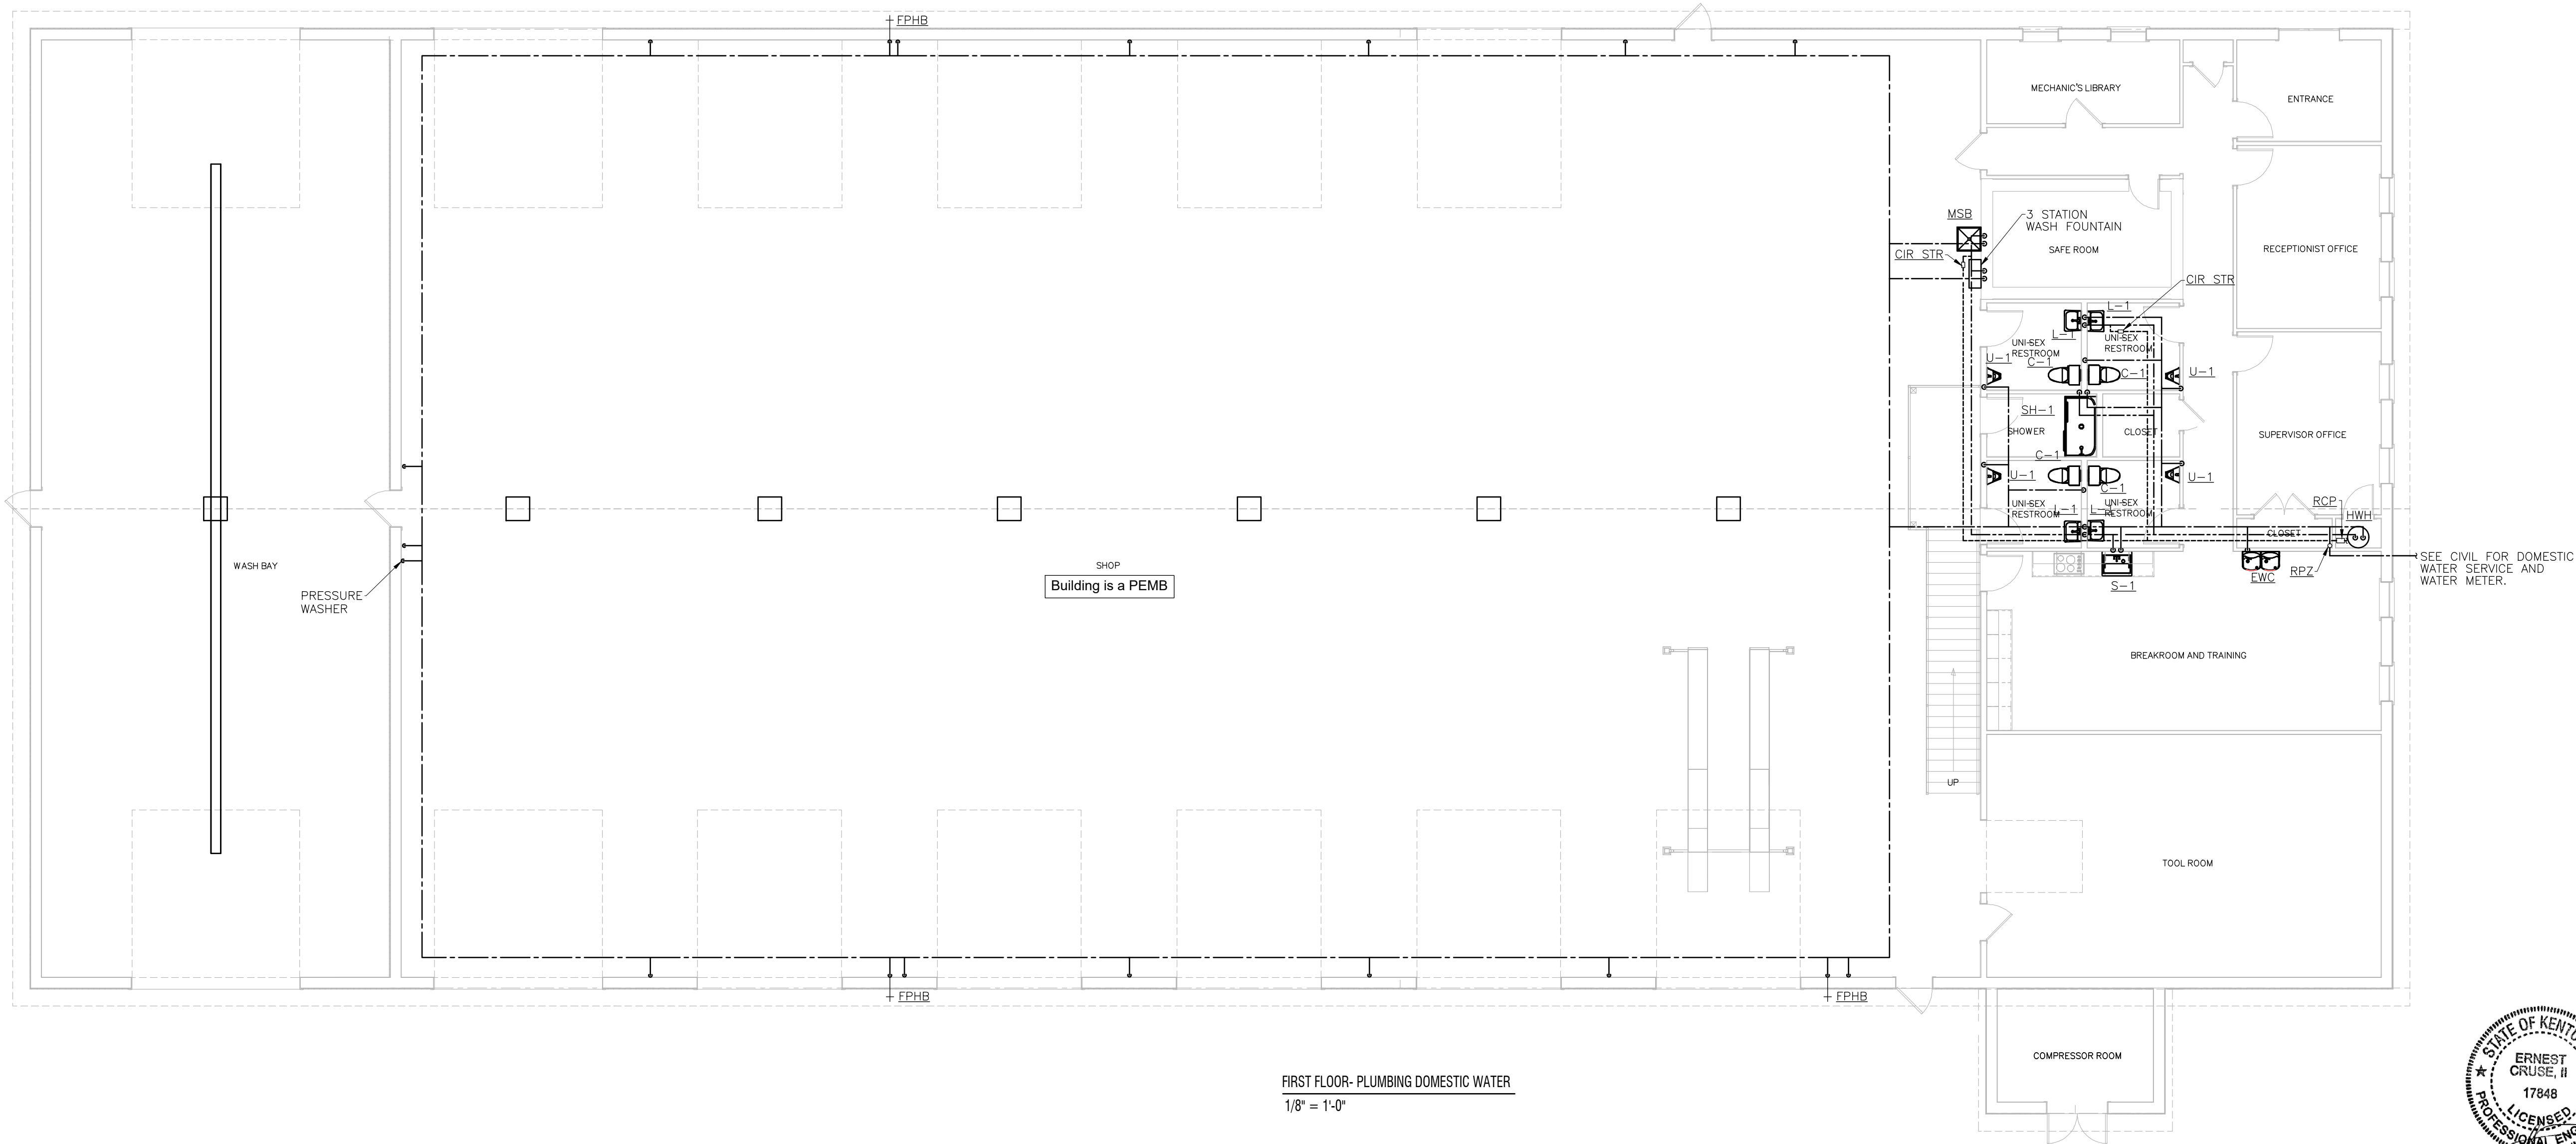 FPHB
MECHANIC'S LIBRARY
ENTRANCE
MSB
3 STATION
WASH FOUNTAIN
CIR STR
SAFE ROOM
RECEPTIONIST OFFICE
CIR STR
L-1
L-1
UNI-SEX
RESTROOM
UNI-SEX
RESTROOM
U-1
C-1
C-1
U-1
SH-1
SHOWER
CLOSET
SUPERVISOR OFFICE
C-1
U-1
C-1
U-1
UNI-SEX
RESTROOM
UNI-SEX
RESTROOM
L-1
RCP
HWH
CLOSET
WASH BAY
SHOP
Building is a PEMB
PRESSURE
WASHER
S-1
EWC
RPZ
SEE CIVIL FOR DOMESTIC
WATER SERVICE AND
WATER METER.
BREAKROOM AND TRAINING
UP
TOOL ROOM
FPHB
FPHB
COMPRESSOR ROOM
FIRST FLOOR- PLUMBING DOMESTIC WATER
1/8" = 1'-0"
STATE OF
ERNEST
CRUSE, II
17848
LICENSED